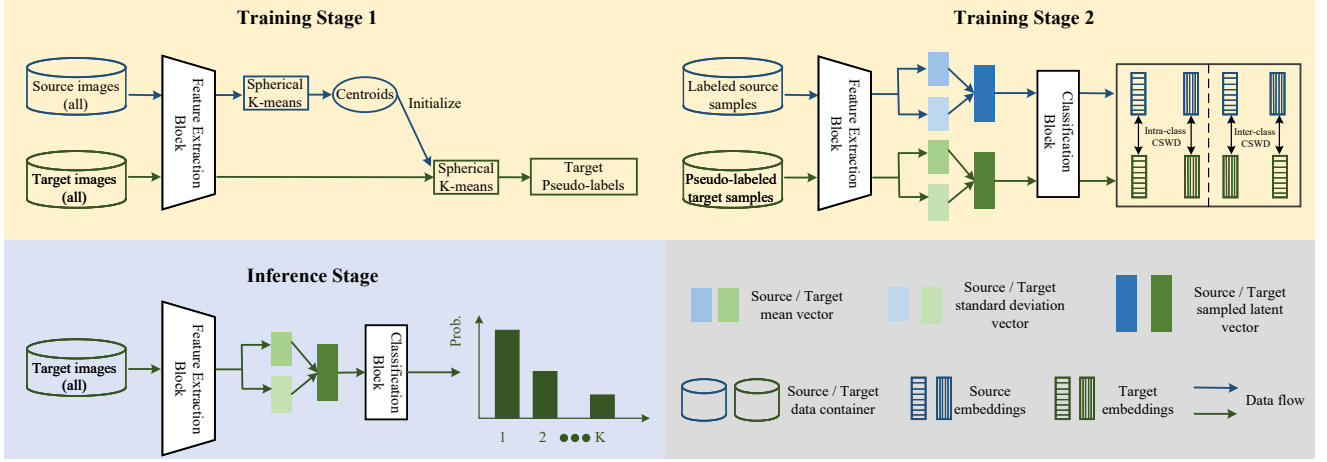 Training Stage 1
Source images
(all)
Feature Extraction
Block
Spherical
K-means
Centroids
Initialize
Target images
(all)
Spherical
K-means
Target
Pseudo-labels
Training Stage 2
Labeled source
samples
Feature Extraction
Block
Classification
Block
Intra-class
CSWD
Inter-class
CSWD
Pseudo-labeled
target samples
Inference Stage
Target images
(all)
Feature Extraction
Block
Classification
Block
Prob.
1 2 ●●● K
Source / Target
mean vector
Source / Target
standard deviation
vector
Source / Target
sampled latent
vector
Source / Target
data container
Source
embeddings
Target
embeddings
Data flow